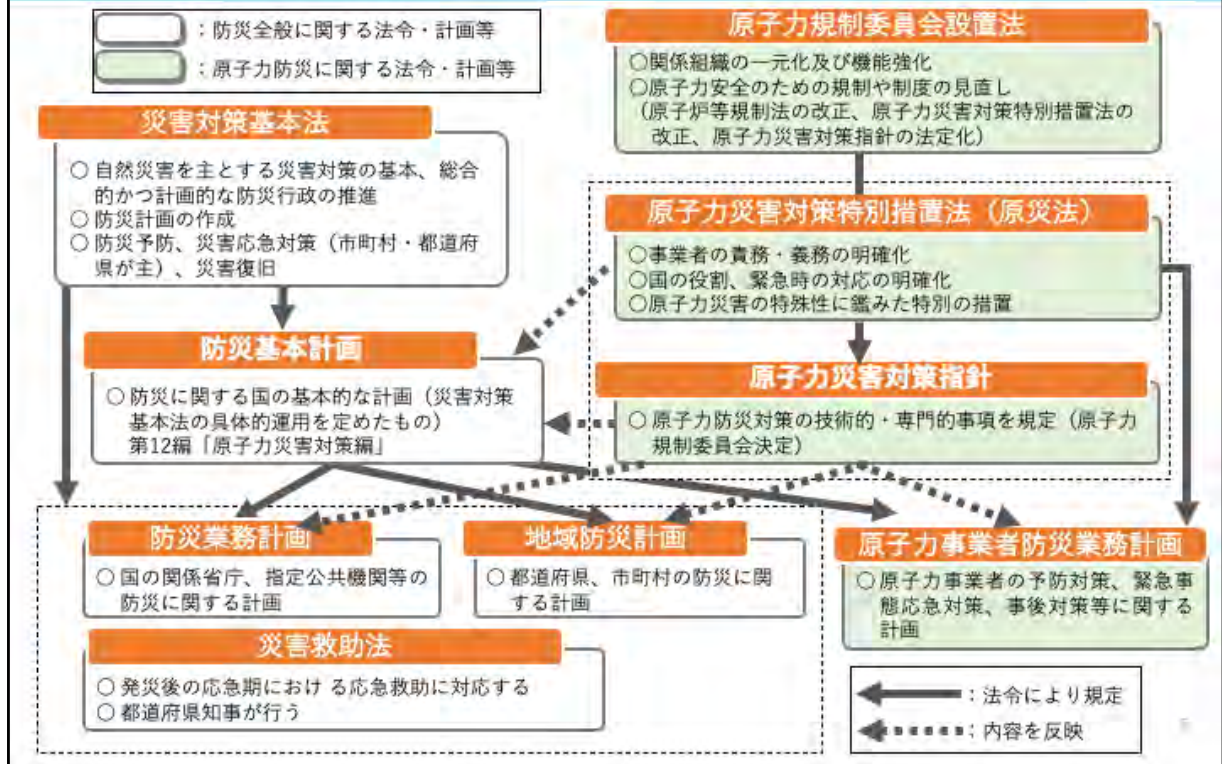 ：防災全般に関する法令・計画等
：原子力防災に関する法令・計画等
原子力規制委員会設置法
○関係組織の一元化及び機能強化
○原子力安全のための規制や制度の見直し
（原子炉等規制法の改正、原子力災害対策特別措置法の
改正、原子力災害対策指針の法定化）
災害対策基本法
○ 自然災害を主とする災害対策の基本、総合
的かつ計画的な防災行政の推進
○ 防災計画の作成
○ 防災予防、災害応急対策（市町村・都道府
県が主）、災害復旧
原子力災害対策特別措置法（原災法）
○事業者の責務・義務の明確化
○国の役割、緊急時の対応の明確化
○原子力災害の特殊性に鑑みた特別の措置
防災基本計画
○ 防災に関する国の基本的な計画（災害対策
基本法の具体的運用を定めたもの）
第12編「原子力災害対策編」
原子力災害対策指針
○ 原子力防災対策の技術的・専門的事項を規定（原子力
規制委員会決定）
防災業務計画
○ 国の関係省庁、指定公共機関等の
防災に関する計画
地域防災計画
○ 都道府県、市町村の防災に関
する計画
原子力事業者防災業務計画
○ 原子力事業者の予防対策、緊急事
態応急対策、事後対策等に関する
計画
災害救助法
○ 発災後の応急期におけ る応急救助に対応する
○ 都道府県知事が行う
：法令により規定
：内容を反映